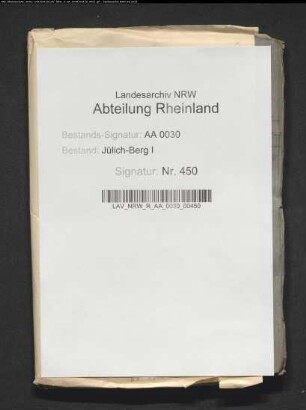 Landesarchiv NRW
Abteilung Rheinland
Bestands-Signatur: AA 0030
Bestand: Jülich-Berg I
Signatur: Nr. 450
LAV_NRW_R_AA_0030_00450